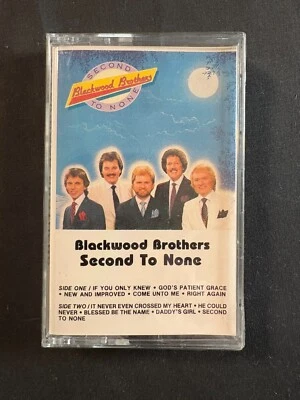 SECOND
Blackwood Brothers
TO NONE
Blackwood Brothers
Second To None
SIDE ONE / IF YOU ONLY KNEW • GOD'S PATIENT GRACE
• NEW AND IMPROVED • COME UNTO ME • RIGHT AGAIN
SIDE TWO / IT NEVER EVEN CROSSED MY HEART • HE COULD
NEVER • BLESSED BE THE NAME • DADDY'S GIRL • SECOND
TO NONE